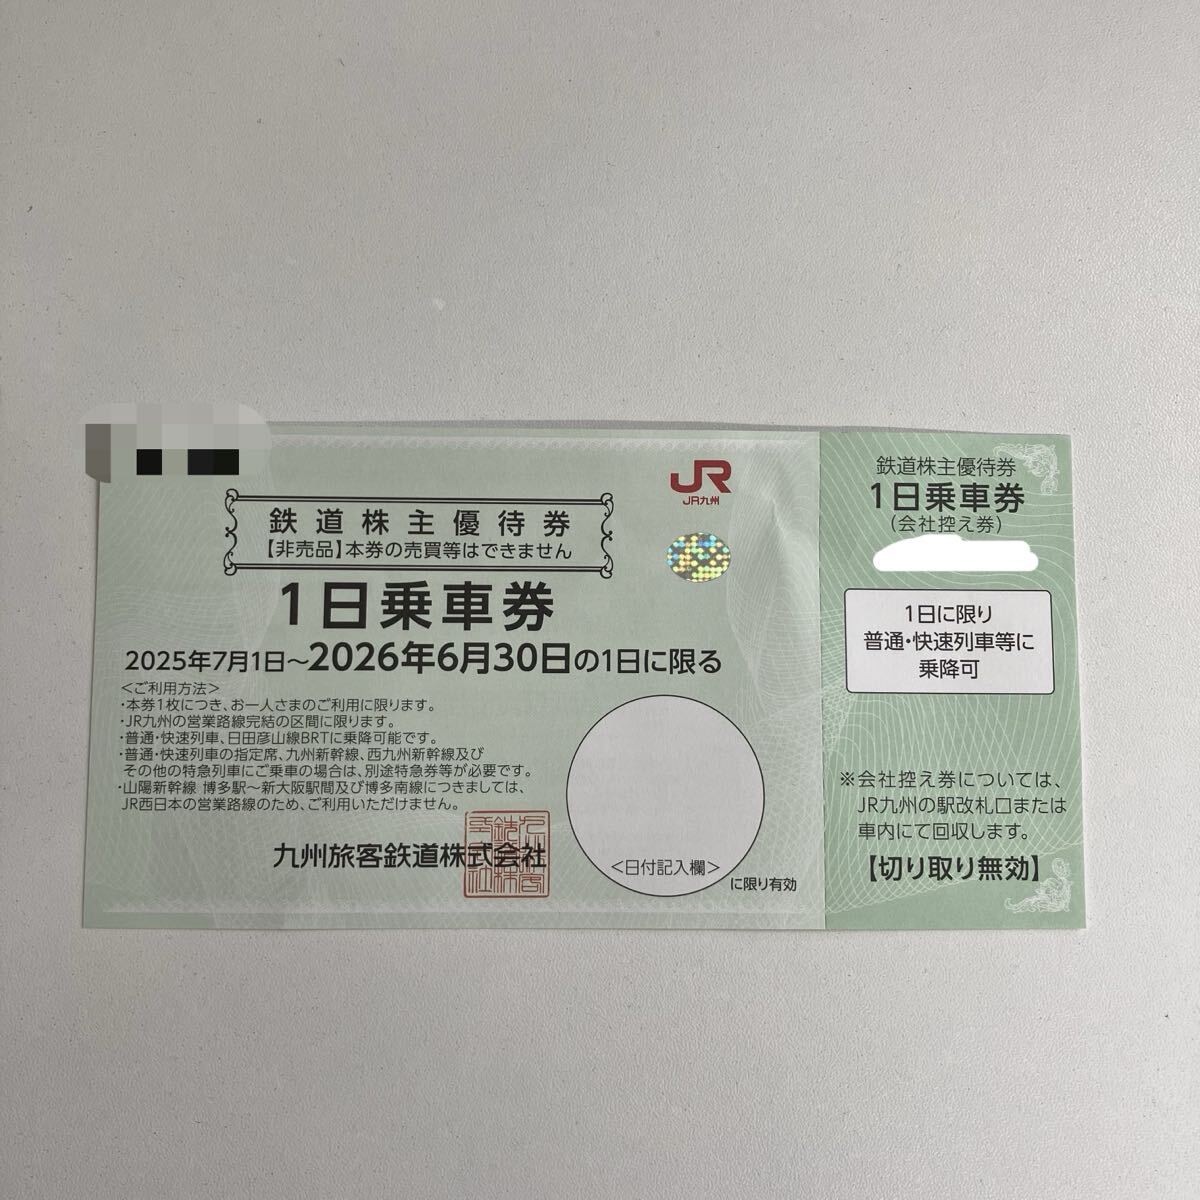 鉄道株主優待券
【非売品】本券の売買等はできません
1日乗車券
2025年7月1日～2026年6月30日の1日に限る
＜ご利用方法＞
・本券1枚につき、お一人さまのご利用に限ります。
・JR九州の営業路線完結の区間に限ります。
・普通・快速列車、日田彦山線BRTに乗降可能です。
・普通・快速列車の指定席、九州新幹線、西九州新幹線及び
その他の特急列車にご乗車の場合は、別途特急券等が必要です。
・山陽新幹線 博多駅～新大阪駅間及び博多南線につきましては、
JR西日本の営業路線のため、ご利用いただけません。
九州旅客鉄道株式会社
JR
JR九州
＜日付記入欄＞
に限り有効
鉄道株主優待券
1日乗車券
（会社控え券）
1日に限り
普通・快速列車等に
乗降可
※会社控え券については、
JR九州の駅改札口または
車内にて回収します。
【切り取り無効】